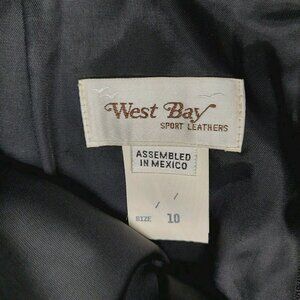 West Bay
SPORT LEATHERS
ASSEMBLED
IN MEXICO
/ /
SIZE 10